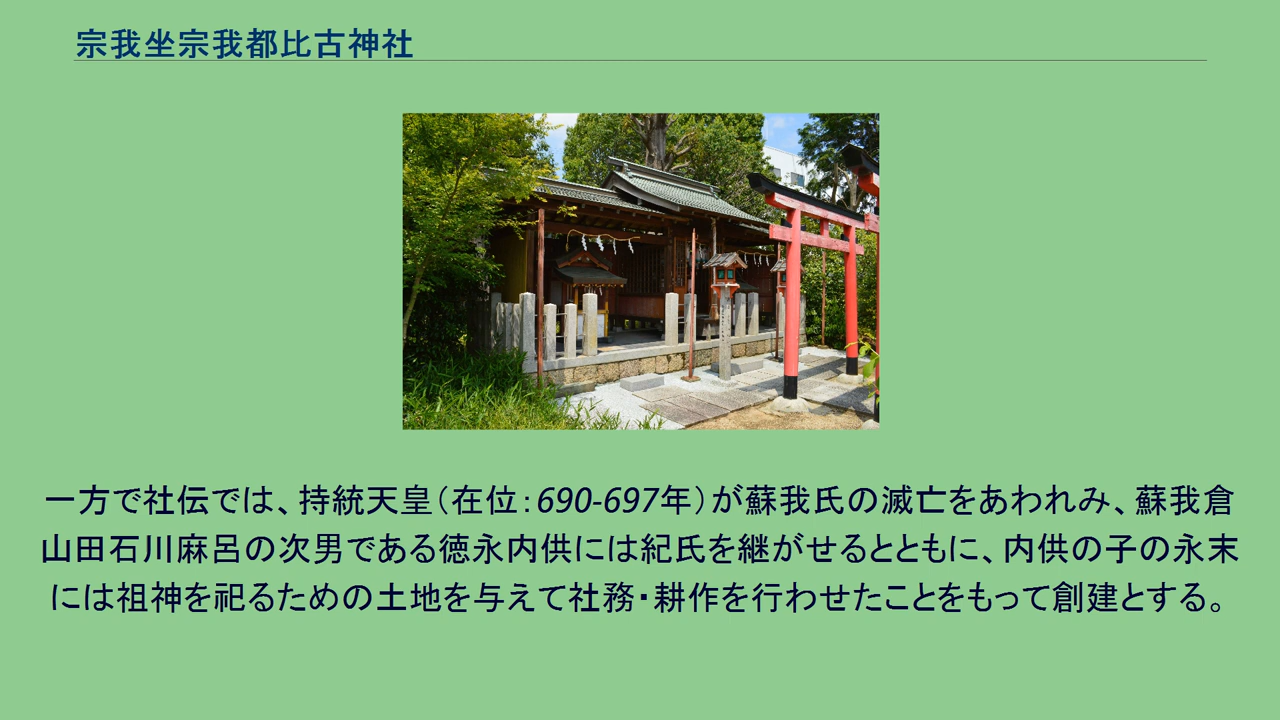 宗我坐宗我都比古神社
一方で社伝では、持統天皇（在位：690-697年）が蘇我氏の滅亡をあわれみ、蘇我倉
山田石川麻呂の次男である徳永内供には紀氏を継がせるとともに、内供の子の永末
には祖神を祀るための土地を与えて社務・耕作を行わせたことをもって創建とする。